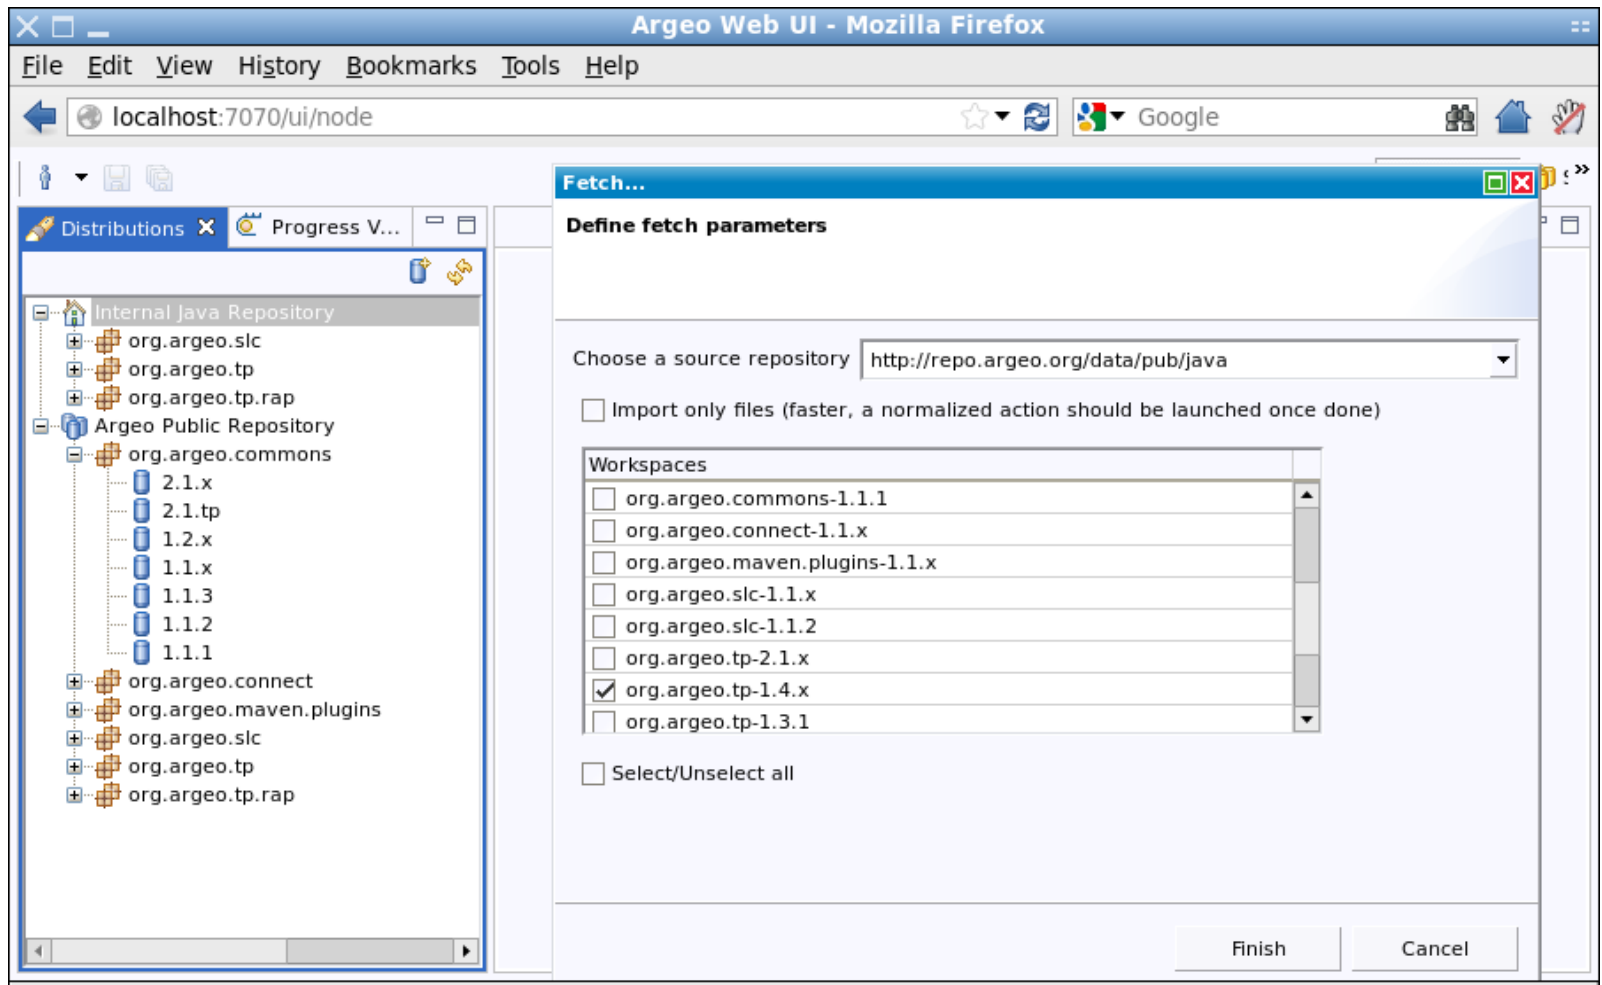 Argeo Web UI - Mozilla Firefox
File Edit View History Bookmarks Tools Help
localhost:7070/ui/node
Google
Distributions
Progress V...
Internal Java Repository
org.argeo.slc
org.argeo.tp
org.argeo.tp.rap
Argeo Public Repository
org.argeo.commons
2.1.x
2.1.tp
1.2.x
1.1.x
1.1.3
1.1.2
1.1.1
org.argeo.connect
org.argeo.maven.plugins
org.argeo.slc
org.argeo.tp
org.argeo.tp.rap
Fetch...
Define fetch parameters
Choose a source repository http://repo.argeo.org/data/pub/java
Import only files (faster, a normalized action should be launched once done)
Workspaces
org.argeo.commons-1.1.1
org.argeo.connect-1.1.x
org.argeo.maven.plugins-1.1.x
org.argeo.slc-1.1.x
org.argeo.slc-1.1.2
org.argeo.tp-2.1.x
org.argeo.tp-1.4.x
org.argeo.tp-1.3.1
Select/Unselect all
Finish Cancel